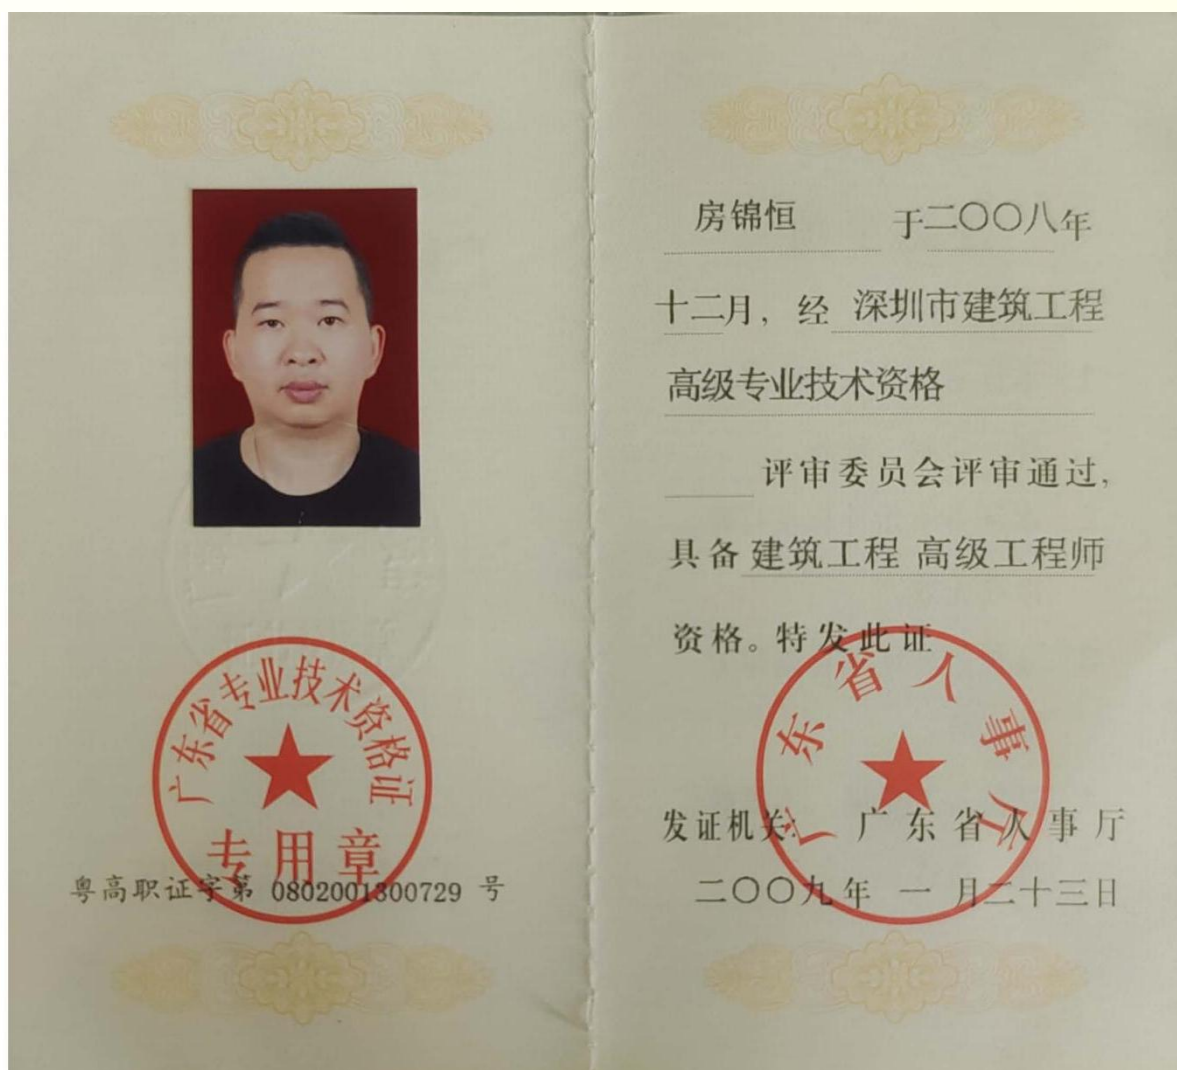 广东省专业技术资格证
专用章
粤高职证字第 0802001300729 号
房锦恒 于二〇〇八年
十二月，经 深圳市建筑工程
高级专业技术资格
评审委员会评审通过，
具备 建筑工程 高级工程师
资格。特发此证
广东省人事厅
发证机关：广东省人事厅
二〇〇九年 一 月二十三日